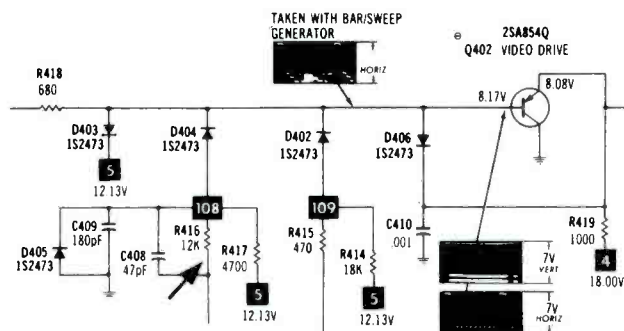 TAKEN WITH BAR/SWEEP
GENERATOR
HORIZ
⊖ 2SA854Q
Q402 VIDEO DRIVE
R418
680
8.17V
8.08V
D403
1S2473
D404
1S2473
D402
1S2473
D406
1S2473
5
12.13V
108
109
C409
180pF
R416
12K
R415
470
C410
.001
R419
1000
D405
1S2473
C408
47pF
R417
4700
R414
18K
7V
VERT
4
18.00V
5
12.13V
5
12.13V
7V
HORIZ